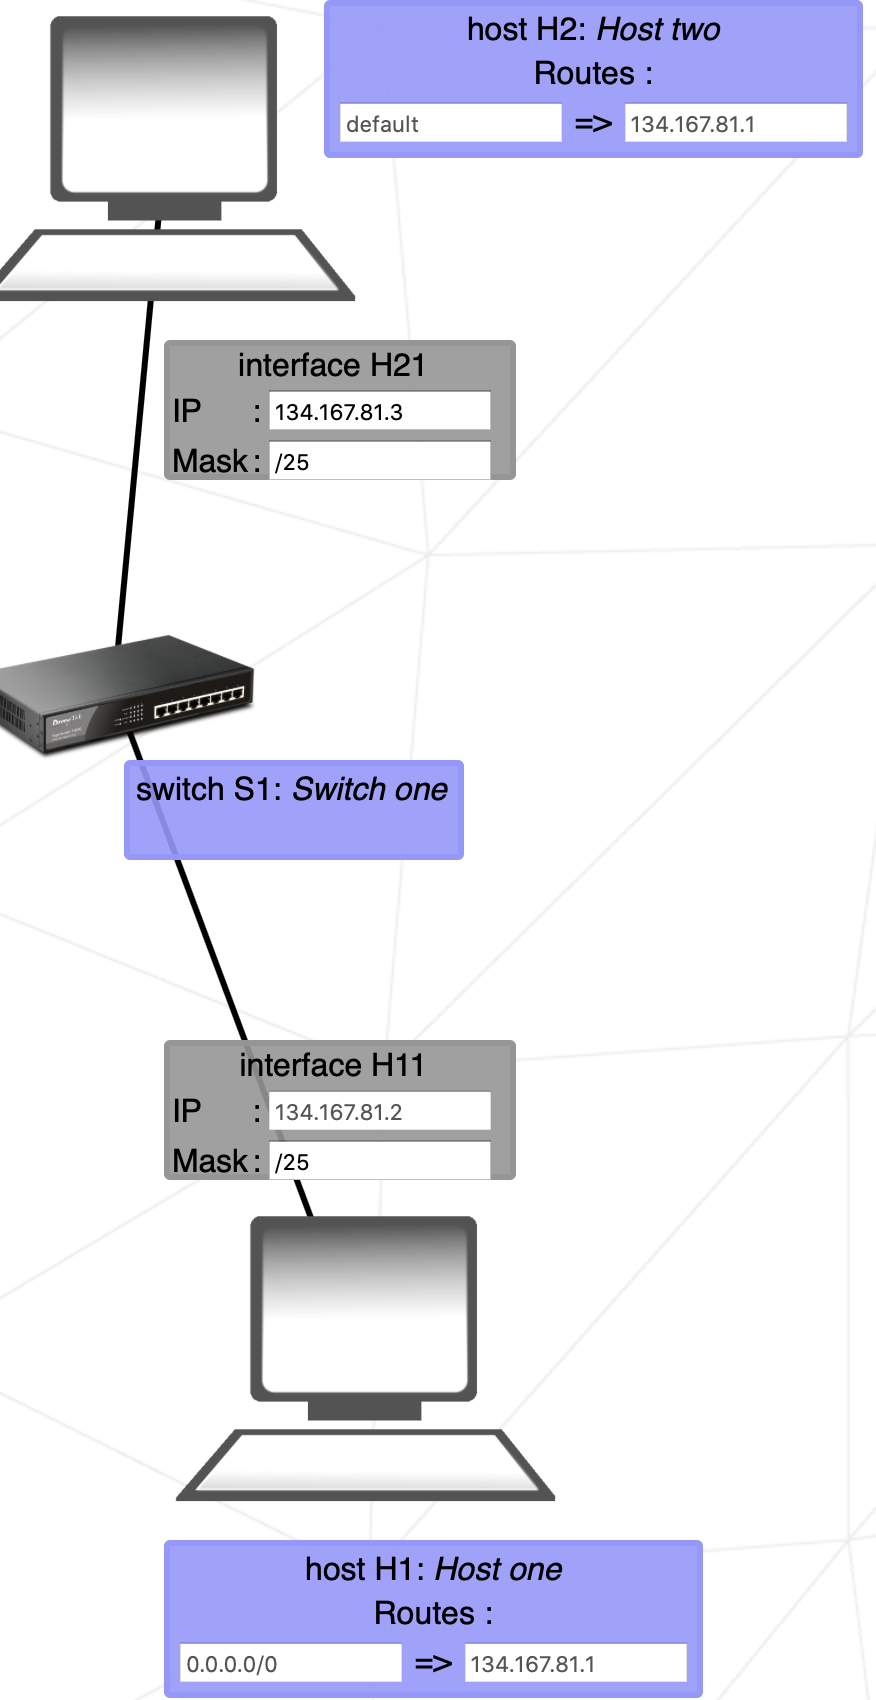 host H2: Host two
Routes :
default => 134.167.81.1
interface H21
IP : 134.167.81.3
Mask : /25
switch S1: Switch one
interface H11
IP : 134.167.81.2
Mask : /25
host H1: Host one
Routes :
0.0.0.0/0 => 134.167.81.1